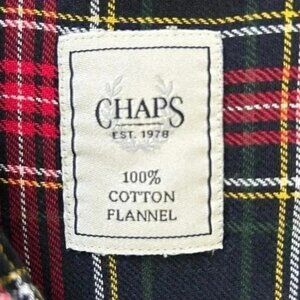 CHAPS
EST. 1978
100%
COTTON
FLANNEL